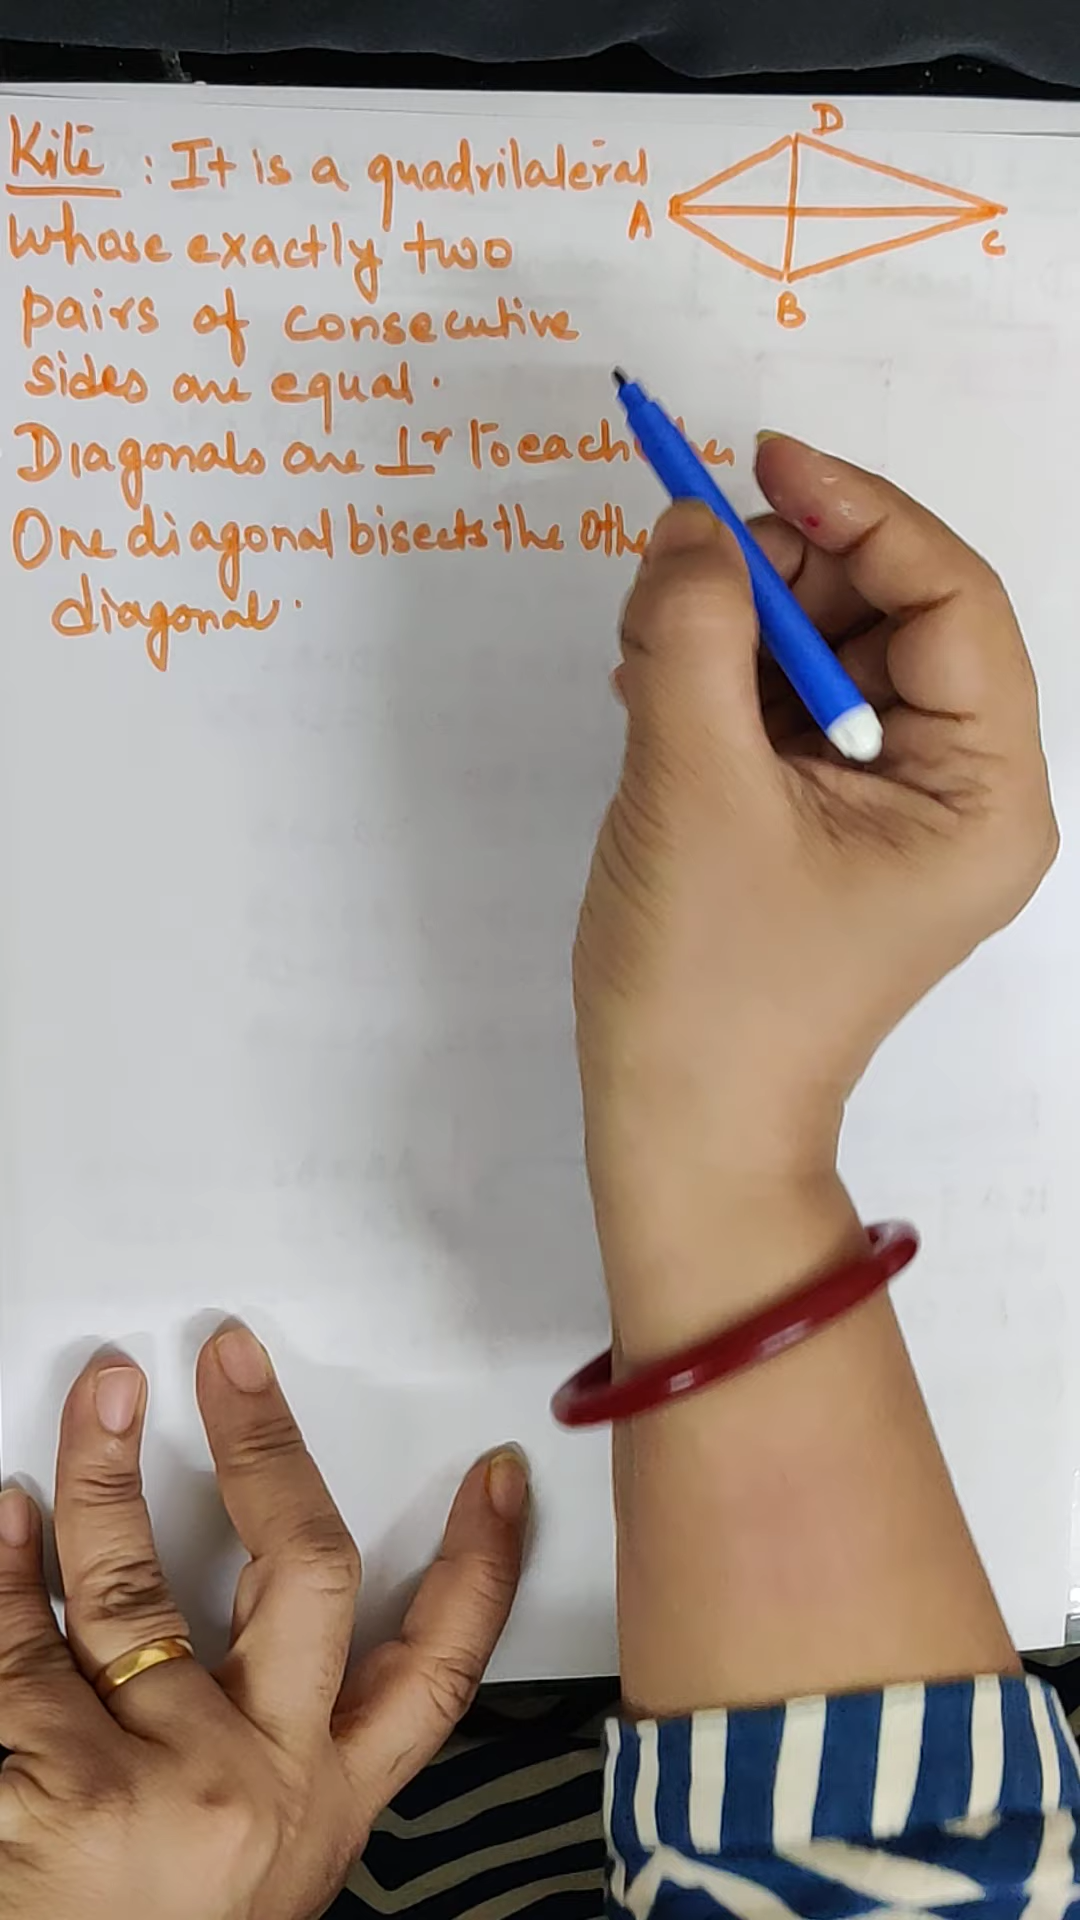 Kite : It is a quadrilateral
whose exactly two
pairs of consecutive
sides are equal.
Diagonals are ⊥r to each
One diagonal bisects the othe
diagonal.
D
A
C
B